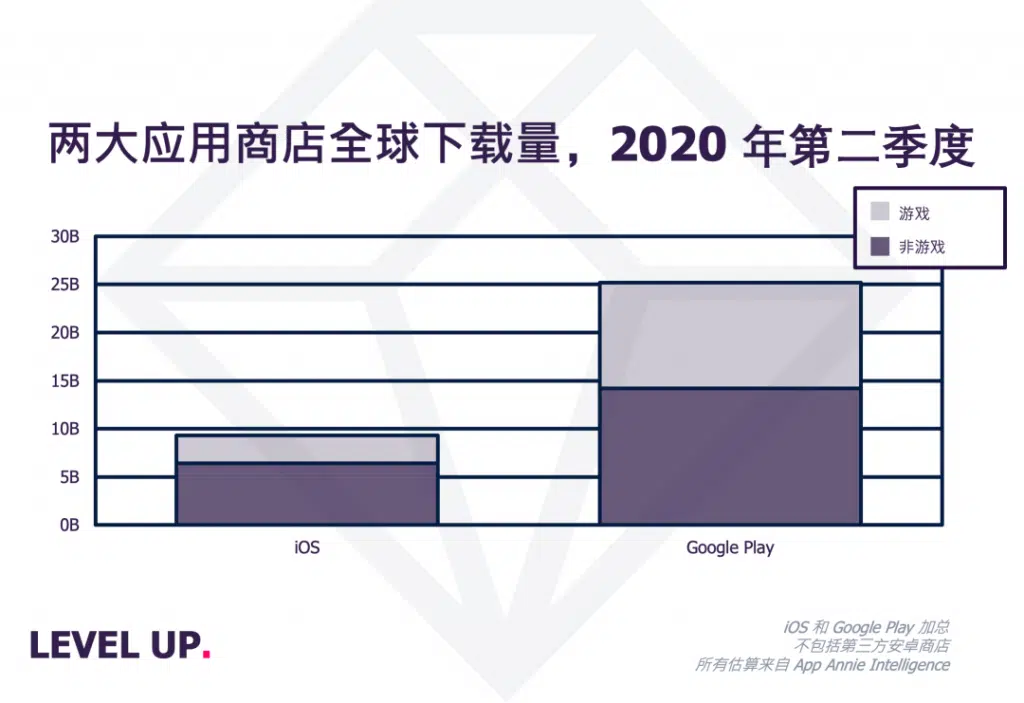 两大应用商店全球下载量，2020 年第二季度
游戏
非游戏
30B
25B
20B
15B
10B
5B
0B
iOS
Google Play
LEVEL UP.
iOS 和 Google Play 加总
不包括第三方安卓商店
所有估算来自 App Annie Intelligence